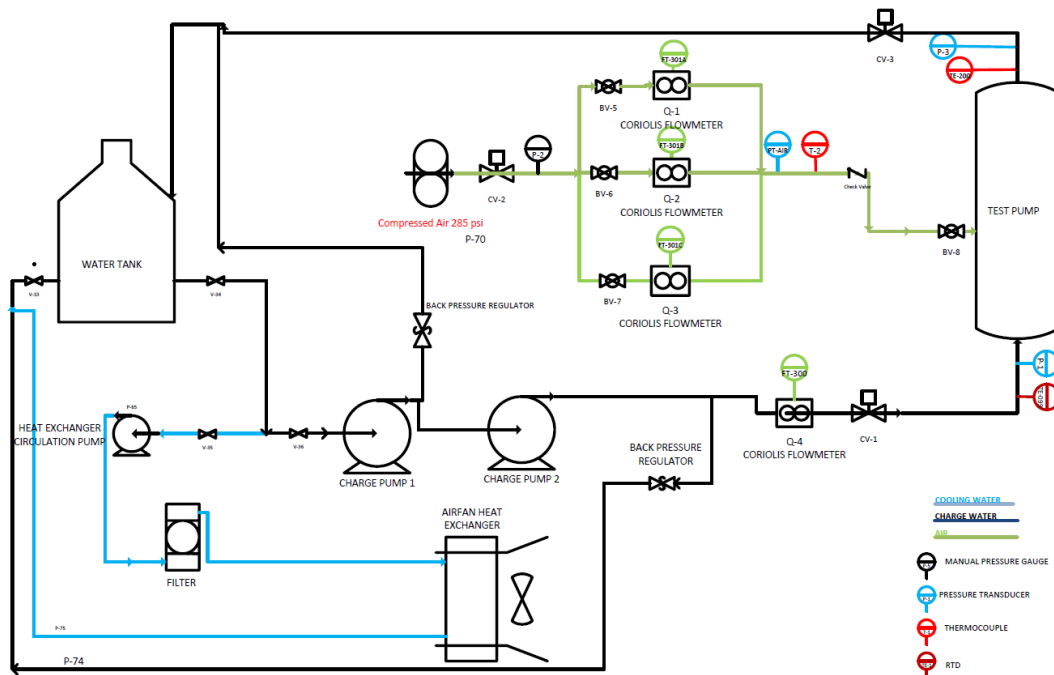 CV-3
P-3
TE-200
FT-301A
BV-5
Q-1
CORIOLIS FLOWMETER
FT-301B
P-2
PT-AIR
T-2
Check Valve
CV-2
BV-6
Q-2
CORIOLIS FLOWMETER
TEST PUMP
Compressed Air 285 psi
P-70
FT-301C
BV-8
WATER TANK
V-33
V-34
BV-7
Q-3
CORIOLIS FLOWMETER
BACK PRESSURE REGULATOR
P-1
FT-300
P-65
HEAT EXCHANGER
CIRCULATION PUMP
V-35
V-36
CV-1
Q-4
CORIOLIS FLOWMETER
CHARGE PUMP 1
CHARGE PUMP 2
BACK PRESSURE
REGULATOR
AIRFAN HEAT
EXCHANGER
FILTER
COOLING WATER
CHARGE WATER
AIR
MANUAL PRESSURE GAUGE
PRESSURE TRANSDUCER
THERMOCOUPLE
RTD
P-75
P-74